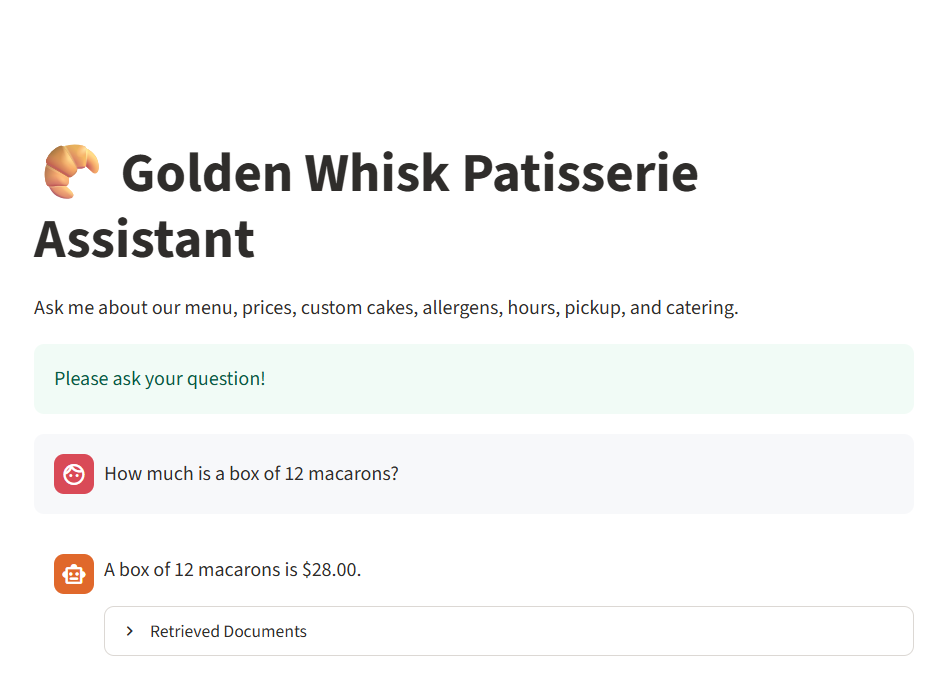 🥐 Golden Whisk Patisserie
Assistant
Ask me about our menu, prices, custom cakes, allergens, hours, pickup, and catering.
Please ask your question!
How much is a box of 12 macarons?
A box of 12 macarons is $28.00.
Retrieved Documents